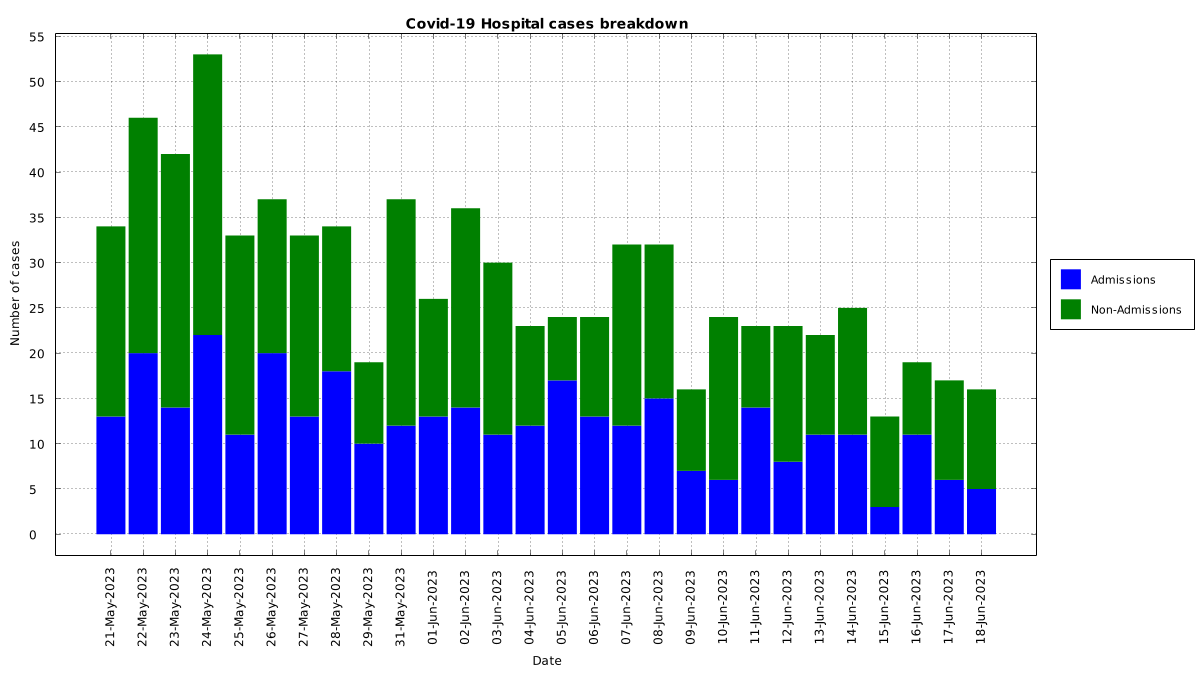 Covid-19 Hospital cases breakdown
55
50
45
40
35
30
25
20
15
10
5
0
Number of cases
Admissions
Non-Admissions
21-May-2023
22-May-2023
23-May-2023
24-May-2023
25-May-2023
26-May-2023
27-May-2023
28-May-2023
29-May-2023
31-May-2023
01-Jun-2023
02-Jun-2023
03-Jun-2023
04-Jun-2023
05-Jun-2023
06-Jun-2023
07-Jun-2023
08-Jun-2023
09-Jun-2023
10-Jun-2023
11-Jun-2023
12-Jun-2023
13-Jun-2023
14-Jun-2023
15-Jun-2023
16-Jun-2023
17-Jun-2023
18-Jun-2023
Date